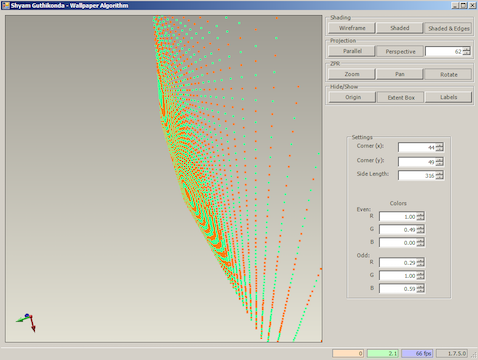 Shyam Guthikonda - Wallpaper Algorithm
Shading
Wireframe Shaded Shaded & Edges
Projection
Parallel Perspective 62
ZPR
Zoom Pan Rotate
Hide/Show
Origin Extent Box Labels
Settings
Corner (x): 44
Corner (y): 46
Side Length: 316
Colors
Even:
R 1.00
G 0.49
B 0.00
Odd:
R 0.29
G 1.00
B 0.59
0 2.1 66 fps 1.7.5.0